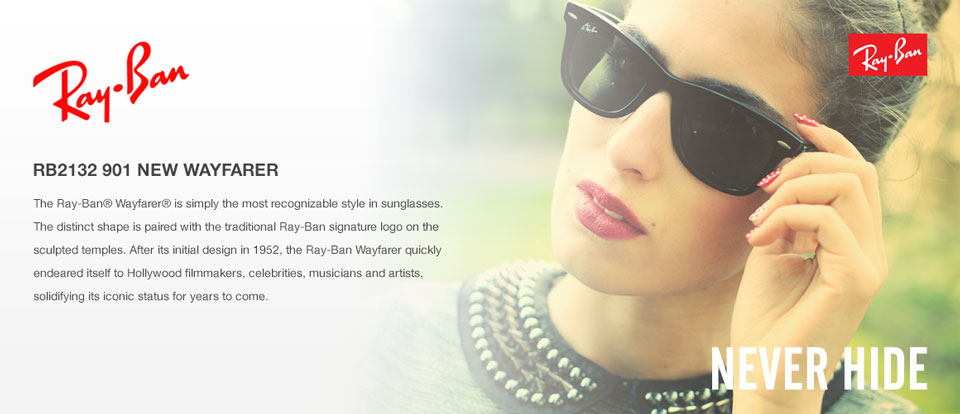 Ray-Ban
Ray-Ban
RB2132 901 NEW WAYFARER
The Ray-Ban® Wayfarer® is simply the most recognizable style in sunglasses.
The distinct shape is paired with the traditional Ray-Ban signature logo on the
sculpted temples. After its initial design in 1952, the Ray-Ban Wayfarer quickly
endeared itself to Hollywood filmmakers, celebrities, musicians and artists,
solidifying its iconic status for years to come.
Ray-Ban
NEVER HIDE